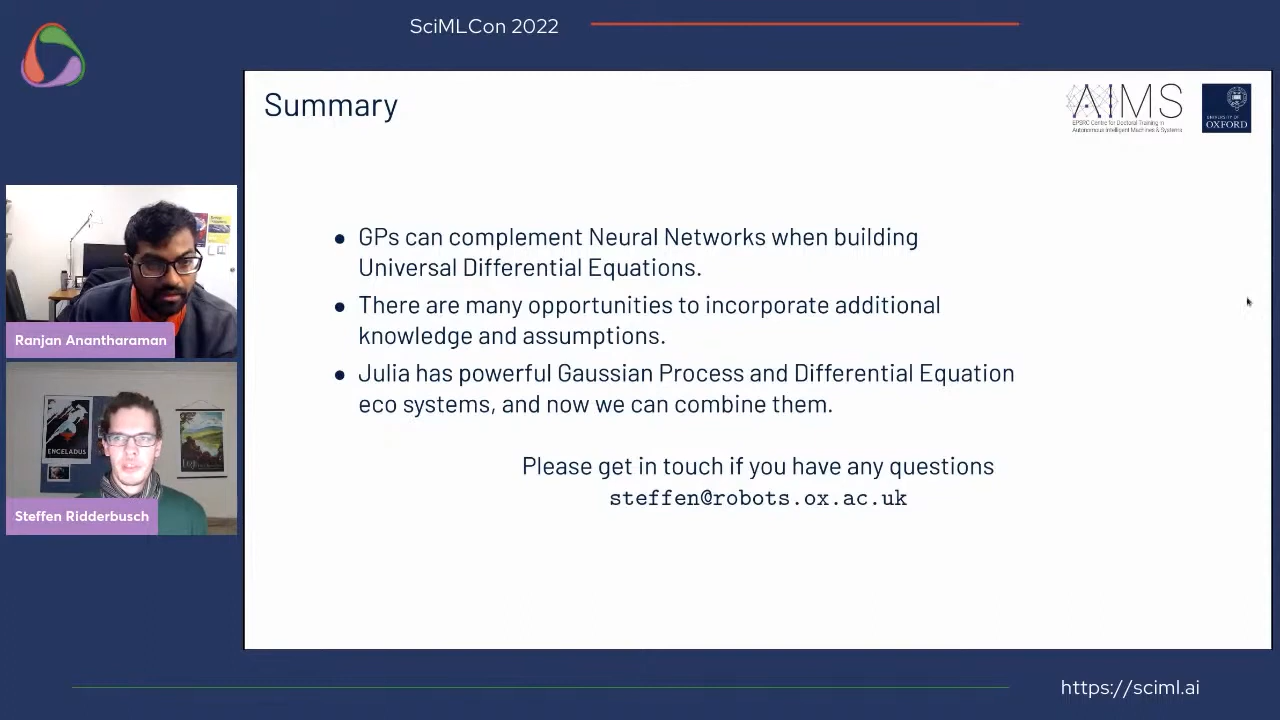 SciMLCon 2022
Summary
AIMS
EPSRC Centre for Doctoral Training in
Autonomous Intelligent Machines & Systems
UNIVERSITY OF
OXFORD
● GPs can complement Neural Networks when building
Universal Differential Equations.
● There are many opportunities to incorporate additional
knowledge and assumptions.
● Julia has powerful Gaussian Process and Differential Equation
eco systems, and now we can combine them.
Please get in touch if you have any questions
steffen@robots.ox.ac.uk
Ranjan Anantharaman
ENCELADUS
Steffen Ridderbusch
https://sciml.ai